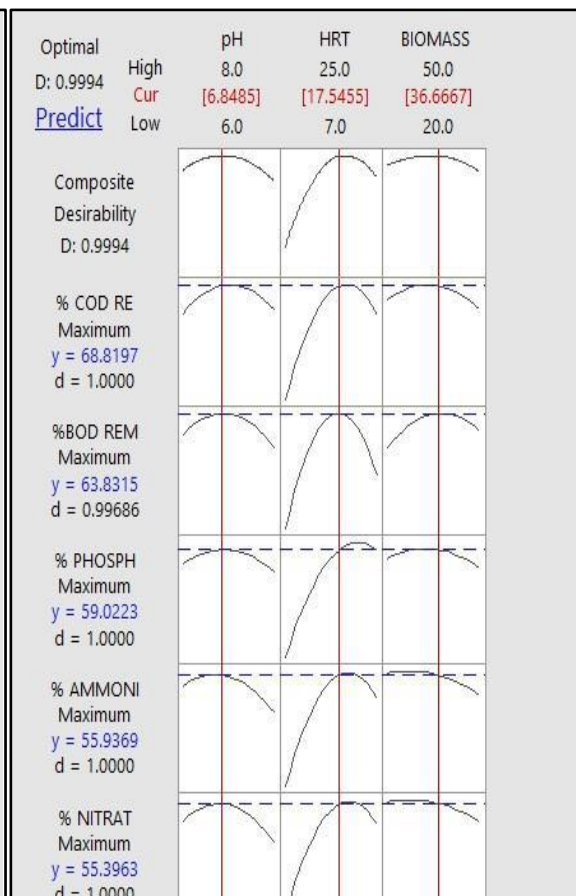 Optimal
D: 0.9994
Predict
High
Cur
Low
pH
8.0
[6.8485]
6.0
HRT
25.0
[17.5455]
7.0
BIOMASS
50.0
[36.6667]
20.0
Composite
Desirability
D: 0.9994
% COD RE
Maximum
y = 68.8197
d = 1.0000
%BOD REM
Maximum
y = 63.8315
d = 0.99686
% PHOSPH
Maximum
y = 59.0223
d = 1.0000
% AMMONI
Maximum
y = 55.9369
d = 1.0000
% NITRAT
Maximum
y = 55.3963
d = 1.0000